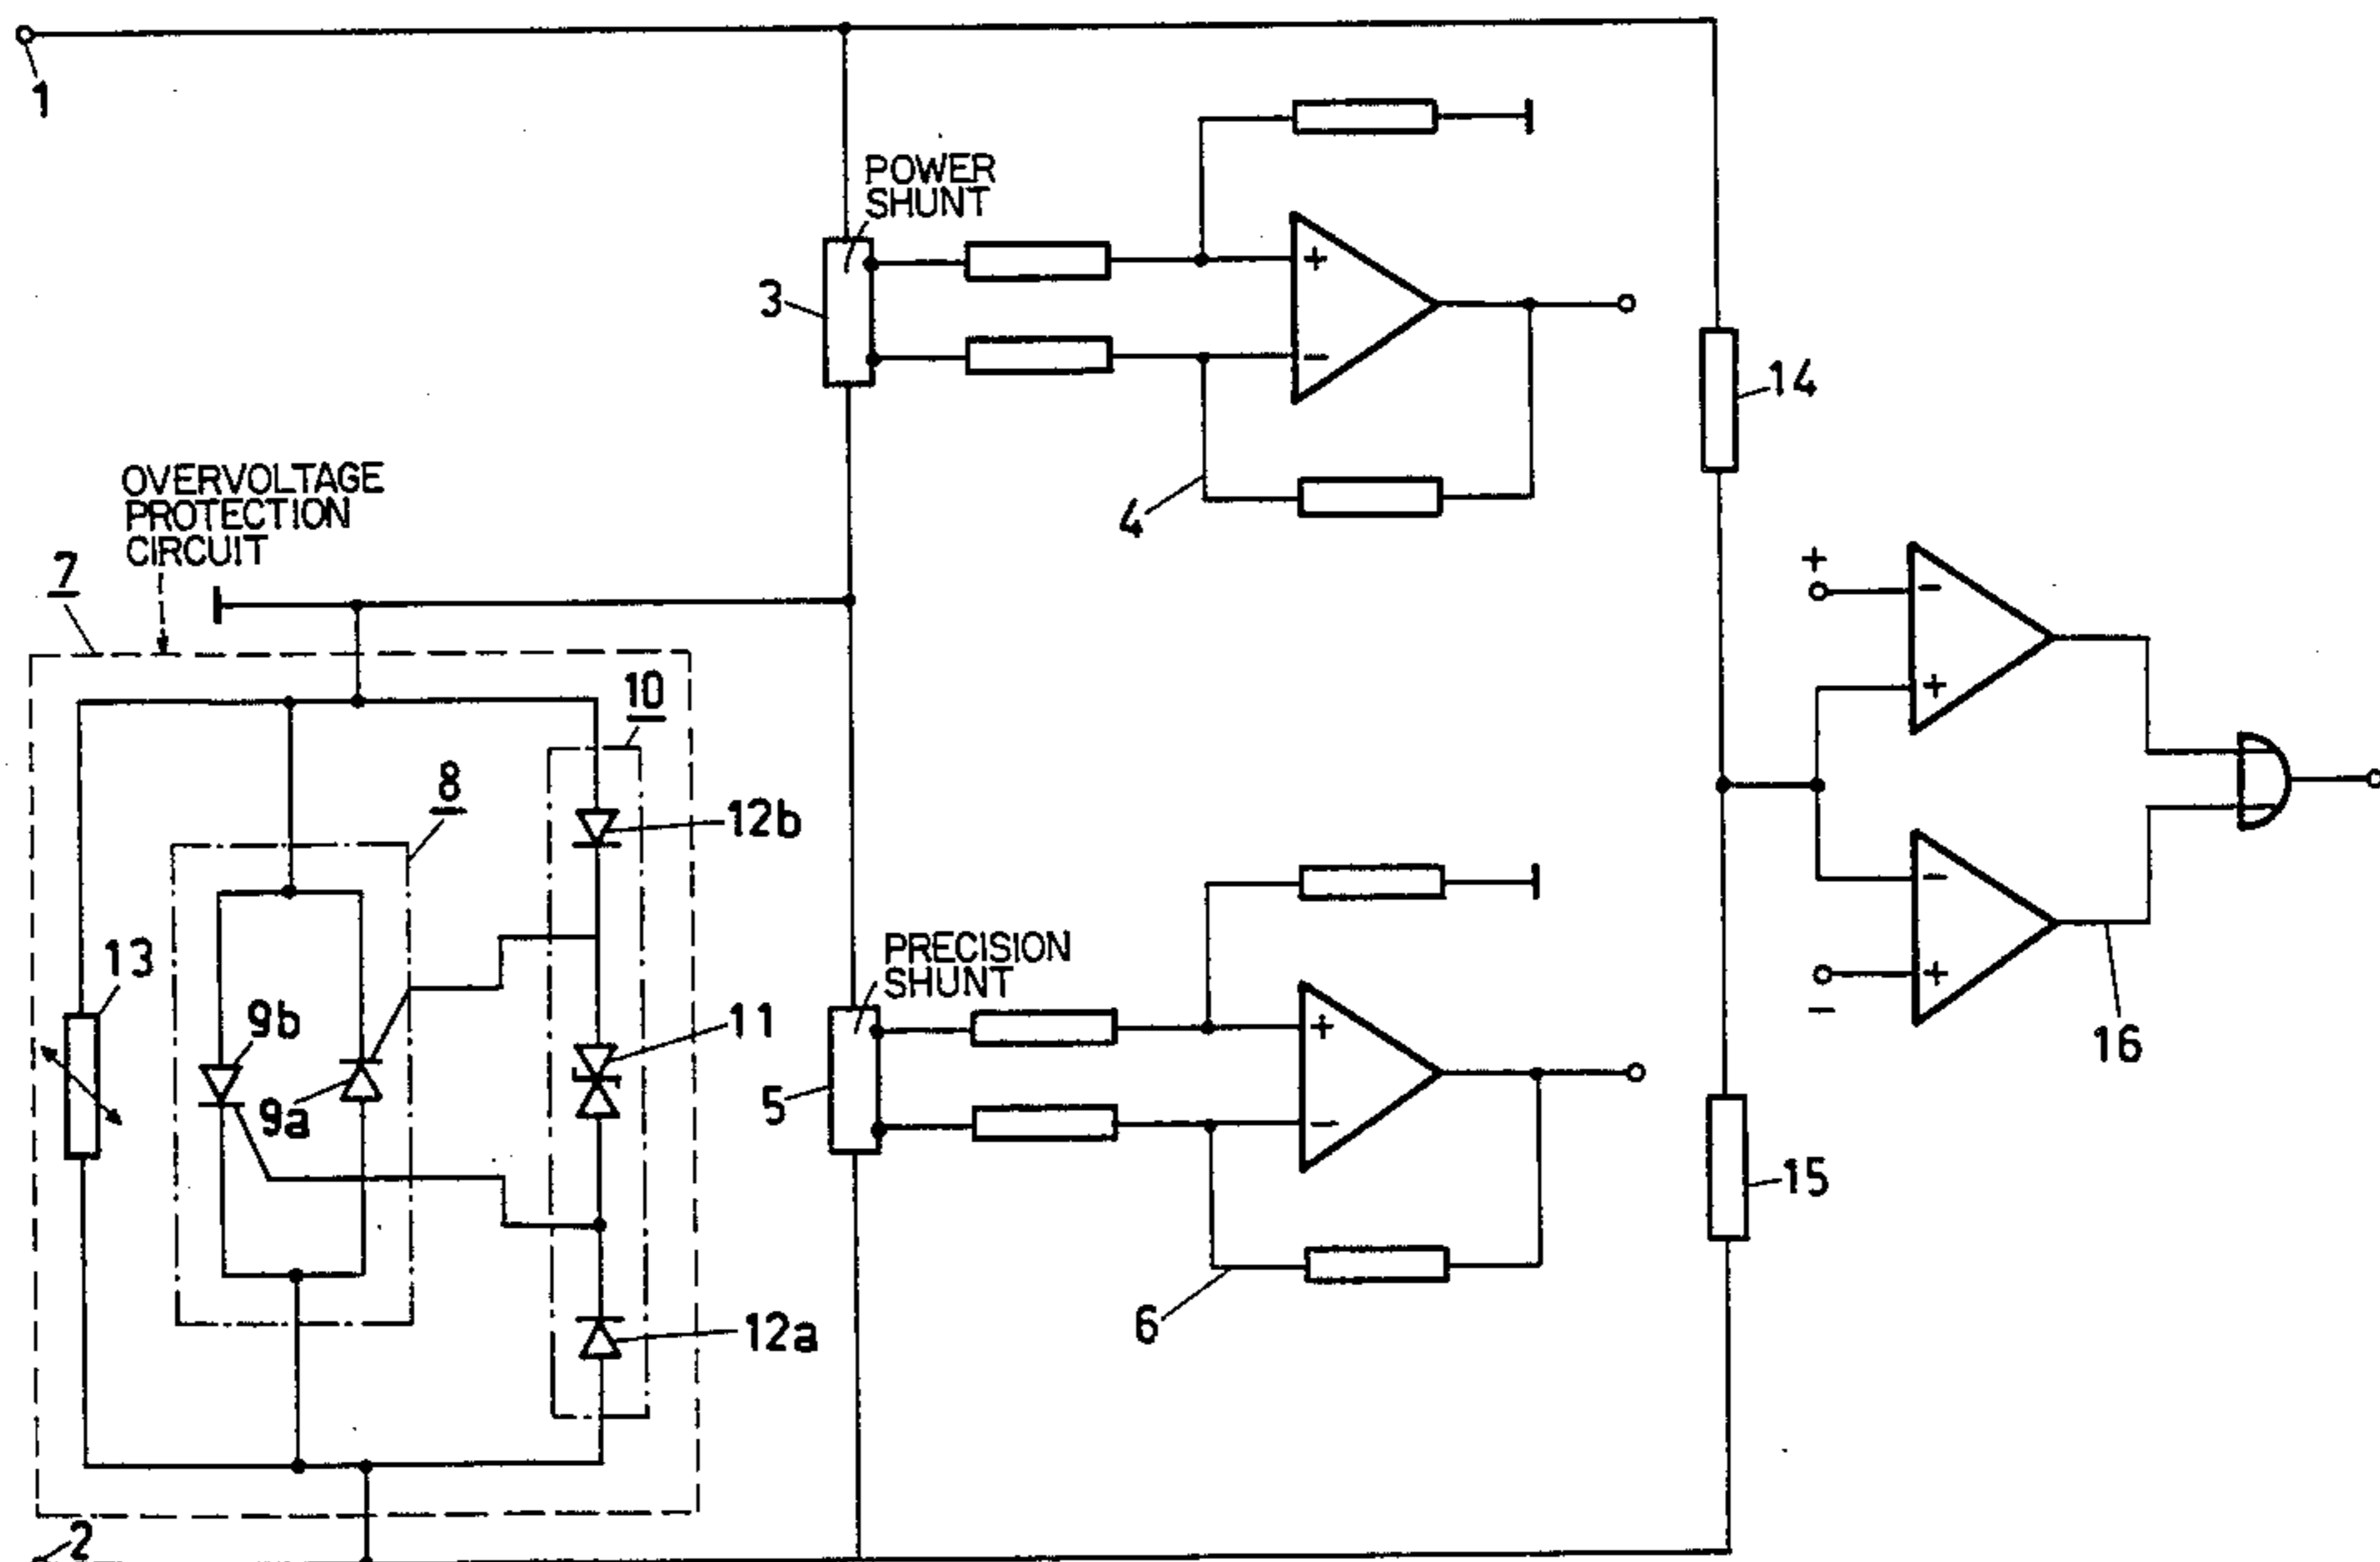 1
POWER
SHUNT
+
3
−
14
OVERVOLTAGE
PROTECTION
CIRCUIT
4
7
+
−
10
+
8
12b
−
13
PRECISION
SHUNT
+
9b
11
+
−
16
9a
5
−
15
6
12a
2